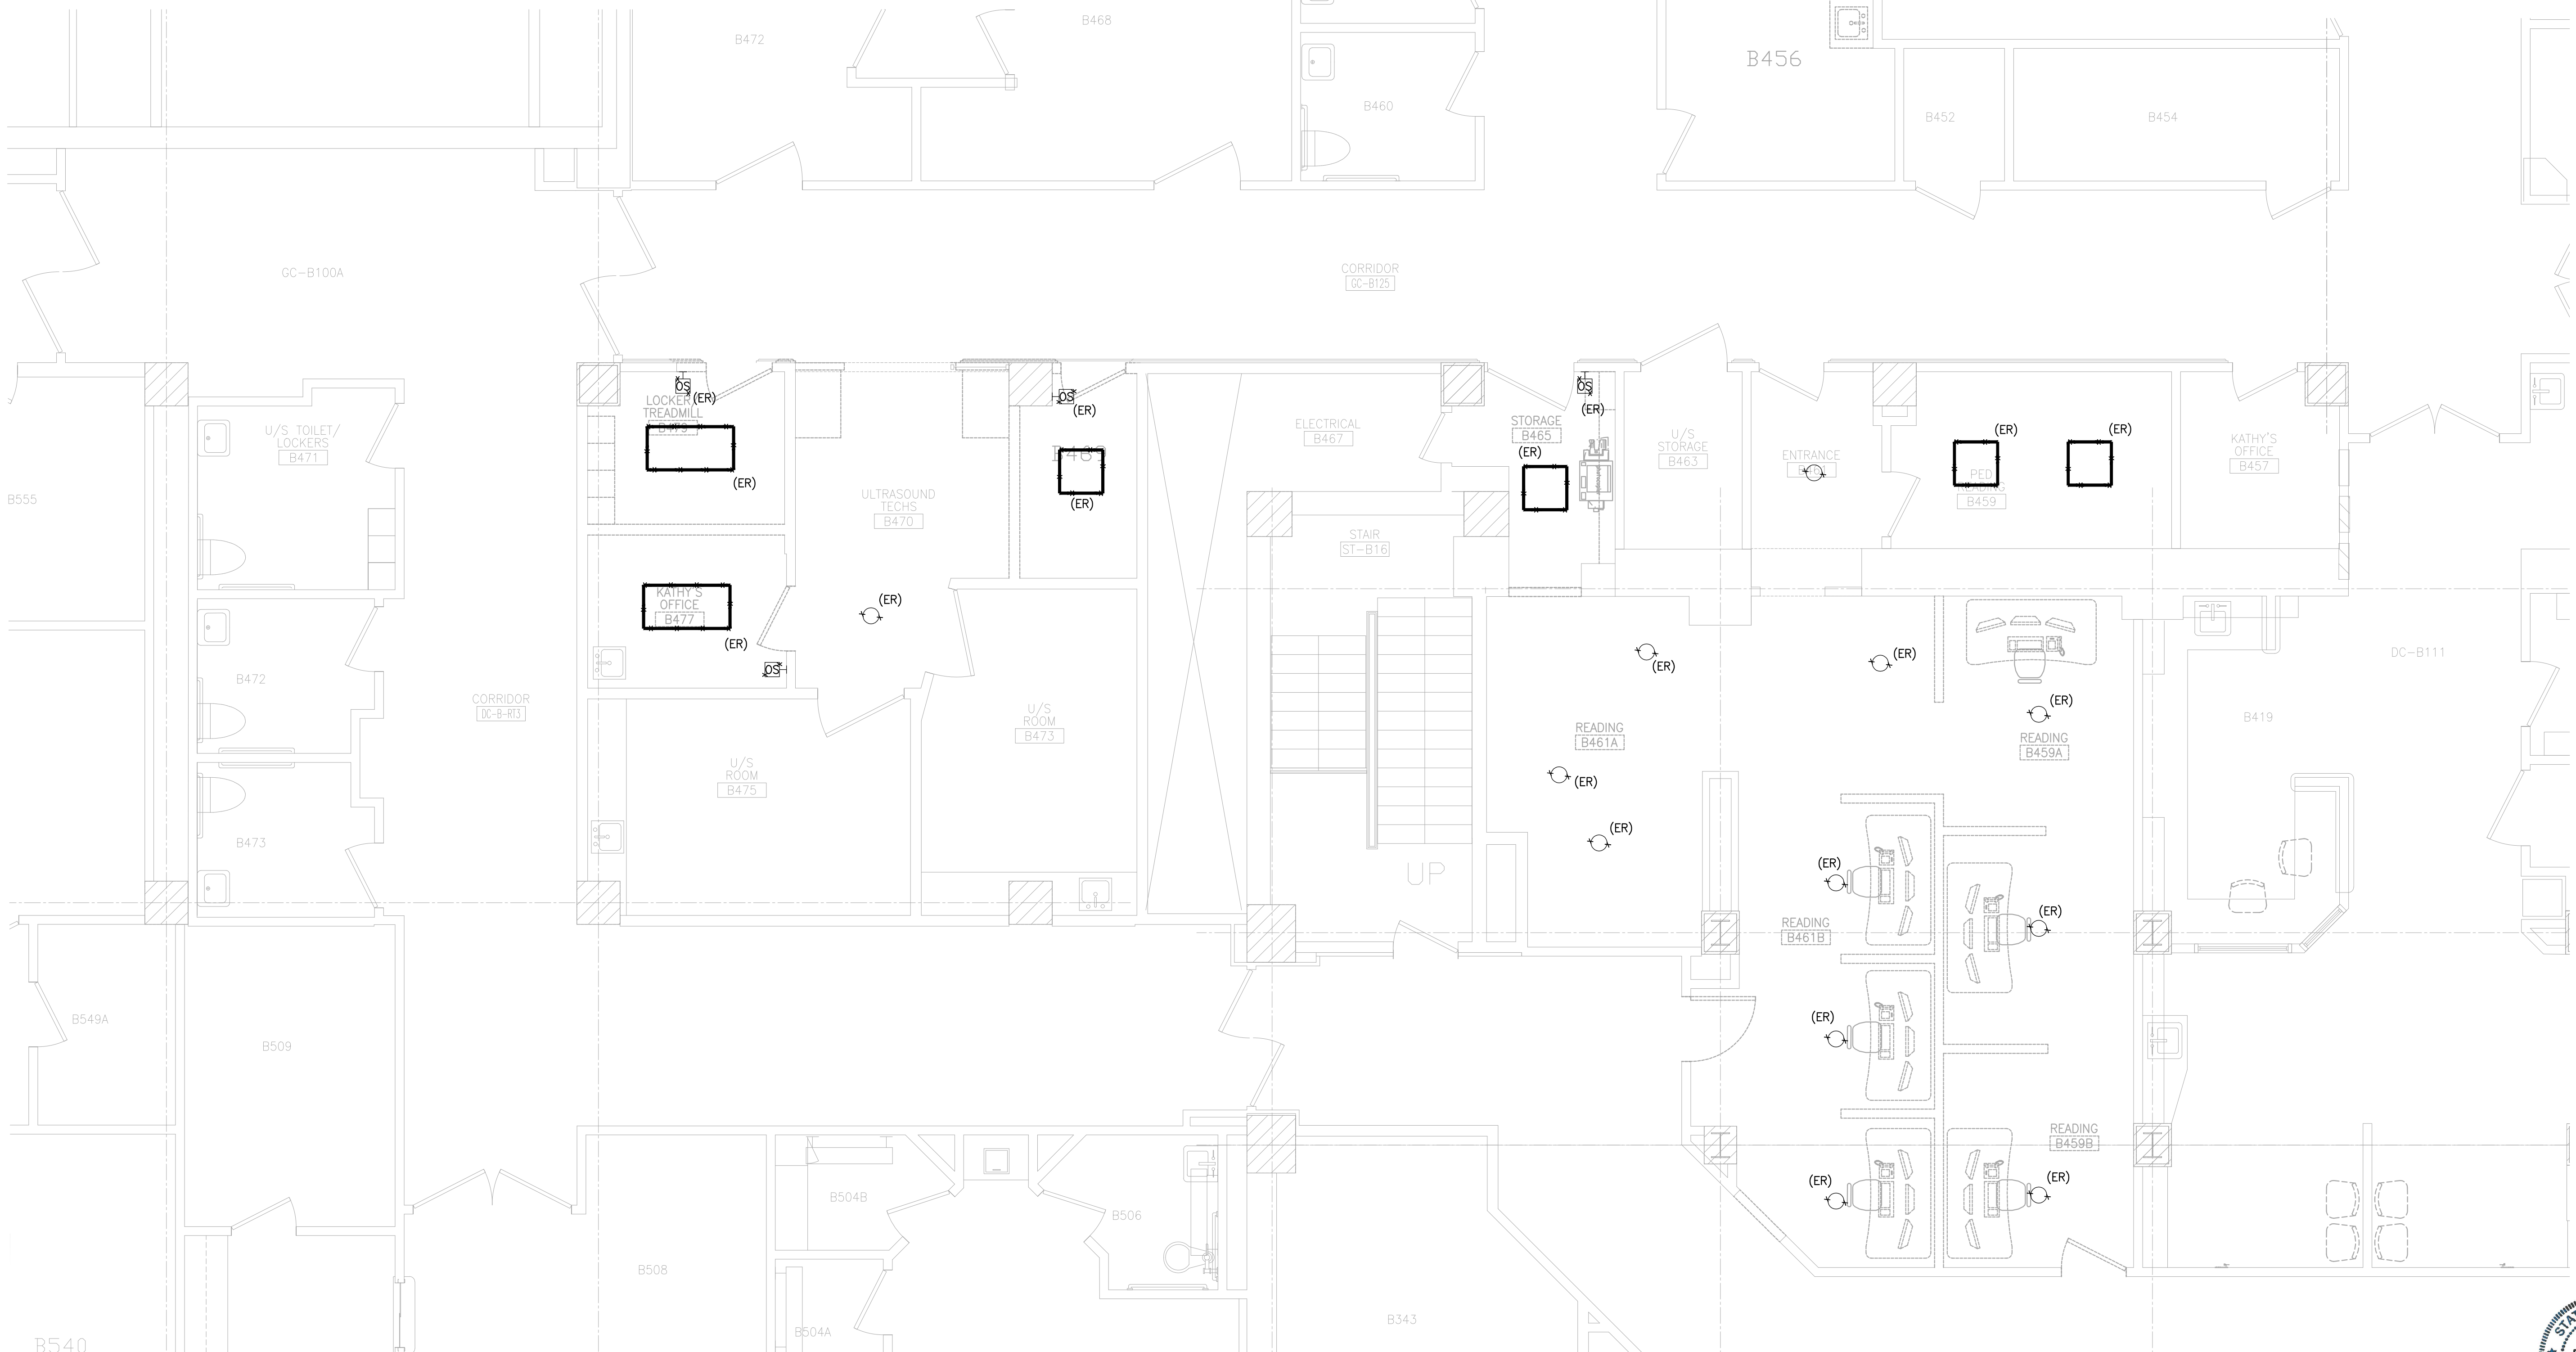 B468
B472
B456
B460
B452
B454
GC-B100A
CORRIDOR
GC-B125
OS
(ER)
LOCKER/
TREADMILL
B479
(ER)
OS
(ER)
(ER)
U/S TOILET/
LOCKERS
B471
ELECTRICAL
B467
STORAGE
B465
(ER)
OS
(ER)
U/S
STORAGE
B463
ENTRANCE
B461
(ER)
(ER)
PED
READING
B459
KATHY'S
OFFICE
B457
B555
ULTRASOUND
TECHS
B470
STAIR
ST-B16
KATHY'S
OFFICE
B477
(ER)
OS
(ER)
(ER)
(ER)
(ER)
READING
B459A
DC-B111
B419
B472
CORRIDOR
DC-B-RT3
U/S
ROOM
B473
U/S
ROOM
B475
READING
B461A
(ER)
(ER)
B473
UP
(ER)
(ER)
READING
B461B
(ER)
(ER)
B549A
B509
READING
B459B
(ER)
B504B
B506
B508
B504A
B343
B540